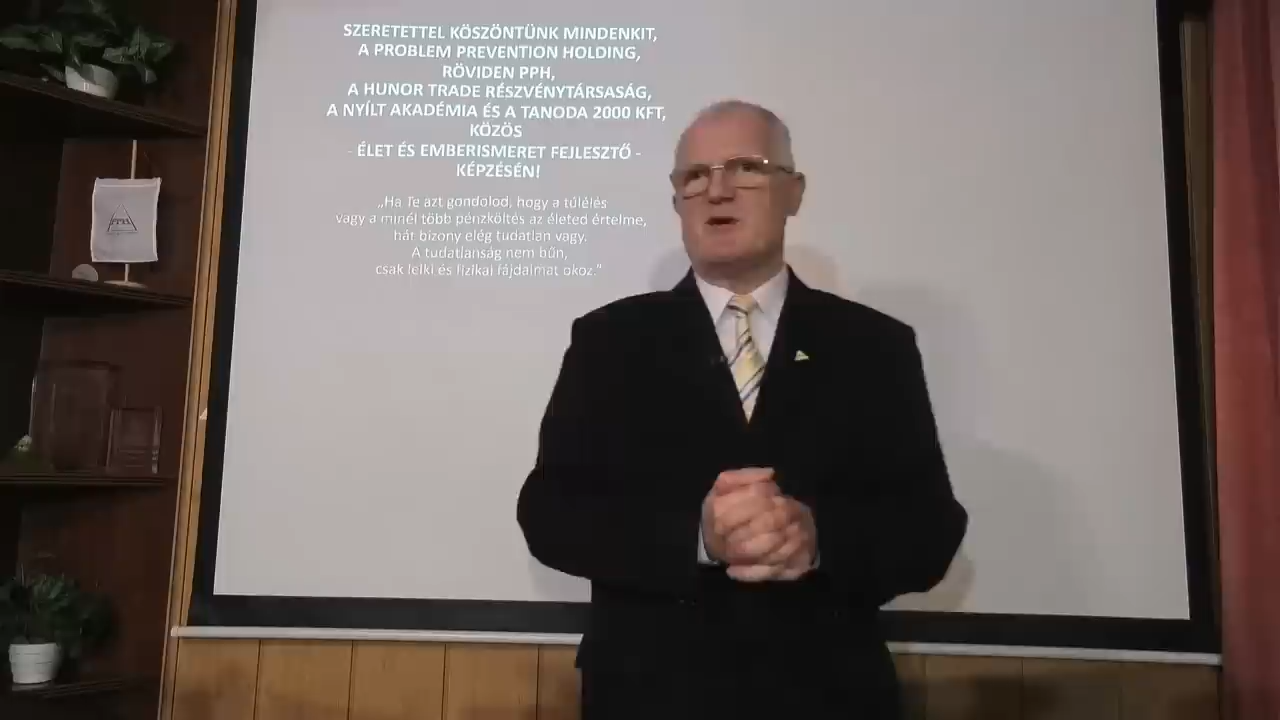 SZERETETTEL KÖSZÖNTÜNK MINDENKIT,
A PROBLEM PREVENTION HOLDING,
RÖVIDEN PPH,
A HUNOR TRADE RÉSZVÉNYTÁRSASÁG,
A NYÍLT AKADÉMIA ÉS A TANODA 2000 KFT,
KÖZÖS
- ÉLET ÉS EMBERISMERET FEJLESZTŐ -
KÉPZÉSÉN!
„Ha Te azt gondolod, hogy a túlélés
vagy a minél több pénzköltés az életed értelme,
hát bizony elég tudatlan vagy.
A tudatlanság nem bűn,
csak lelki és fizikai fájdalmat okoz."